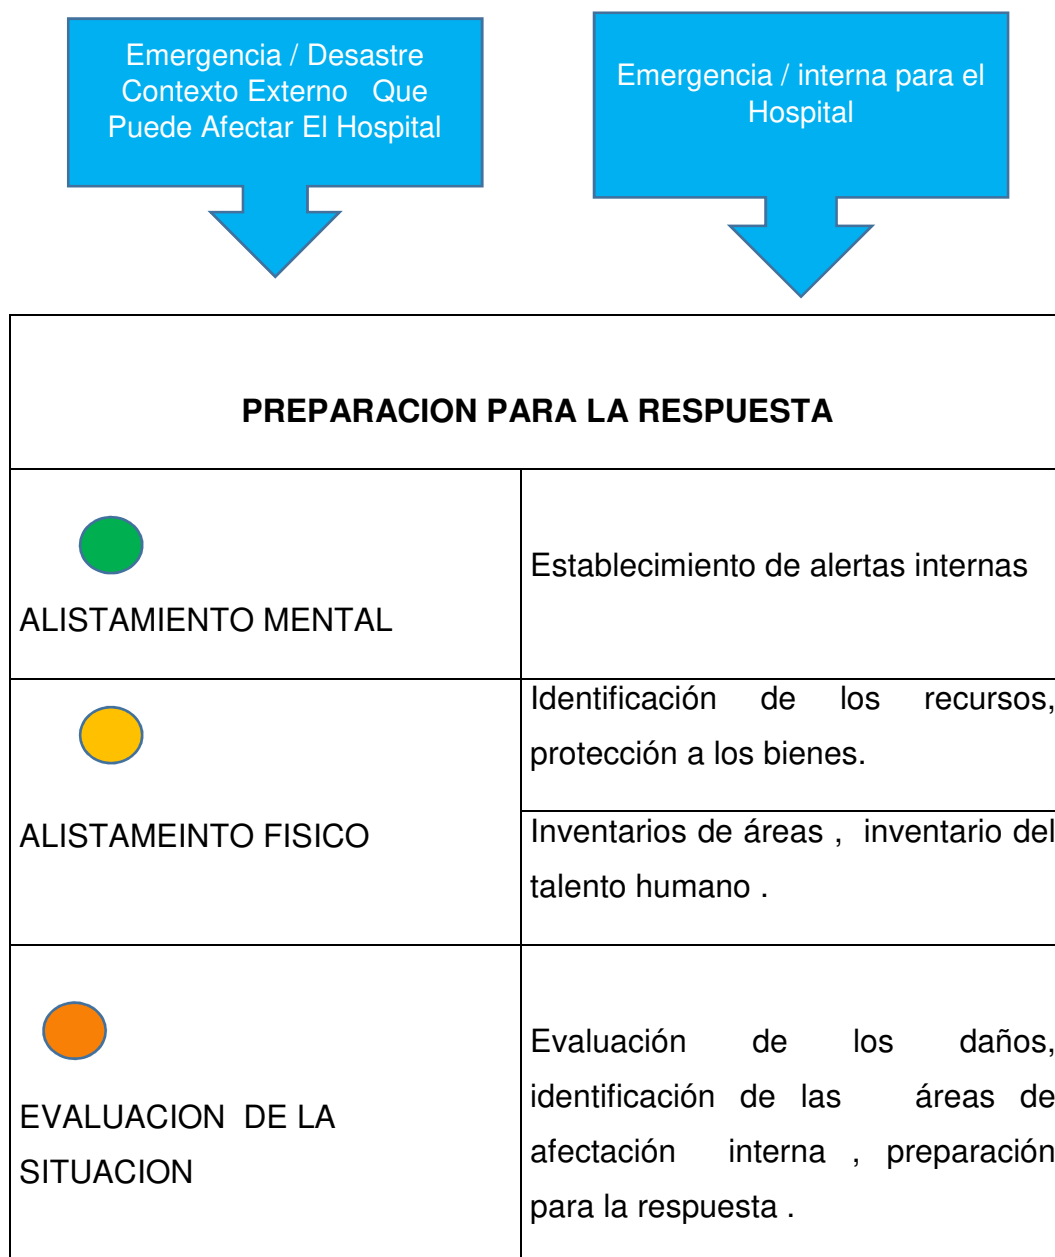 Emergencia / Desastre
Contexto Externo Que
Puede Afectar El Hospital
Emergencia / interna para el
Hospital
PREPARACION PARA LA RESPUESTA
ALISTAMIENTO MENTAL
Establecimiento de alertas internas
ALISTAMEINTO FISICO
Identificación de los recursos,
protección a los bienes.
Inventarios de áreas , inventario del
talento humano .
EVALUACION DE LA
SITUACION
Evaluación de los daños,
identificación de las áreas de
afectación interna , preparación
para la respuesta .